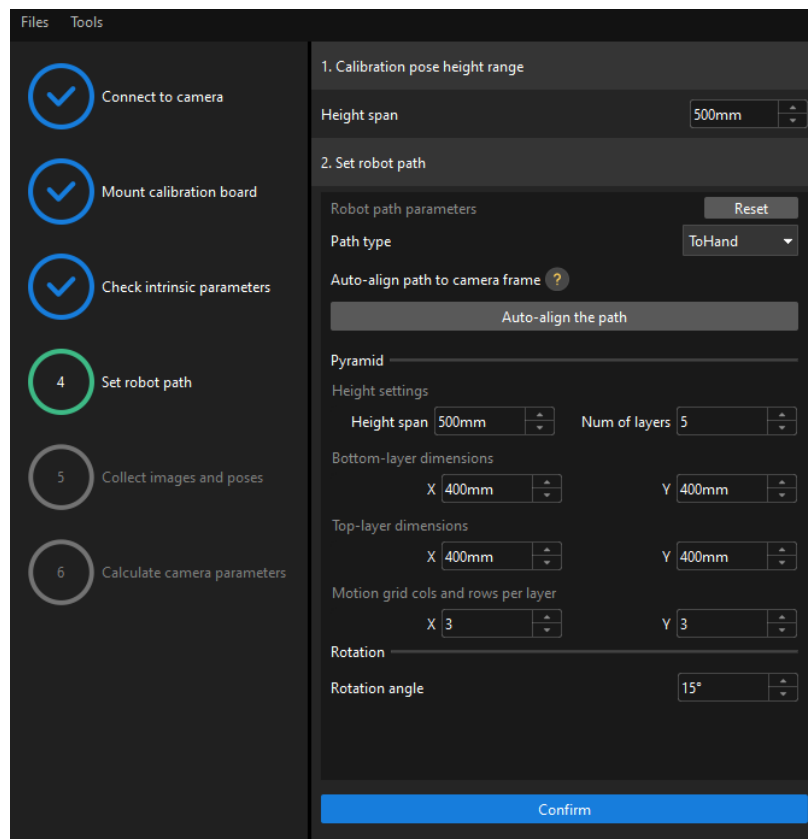 Files Tools
Connect to camera
Mount calibration board
Check intrinsic parameters
4 Set robot path
5 Collect images and poses
6 Calculate camera parameters
1. Calibration pose height range
Height span 500mm
2. Set robot path
Robot path parameters Reset
Path type ToHand
Auto-align path to camera frame ?
Auto-align the path
Pyramid
Height settings
Height span 500mm Num of layers 5
Bottom-layer dimensions
X 400mm Y 400mm
Top-layer dimensions
X 400mm Y 400mm
Motion grid cols and rows per layer
X 3 Y 3
Rotation
Rotation angle 15°
Confirm